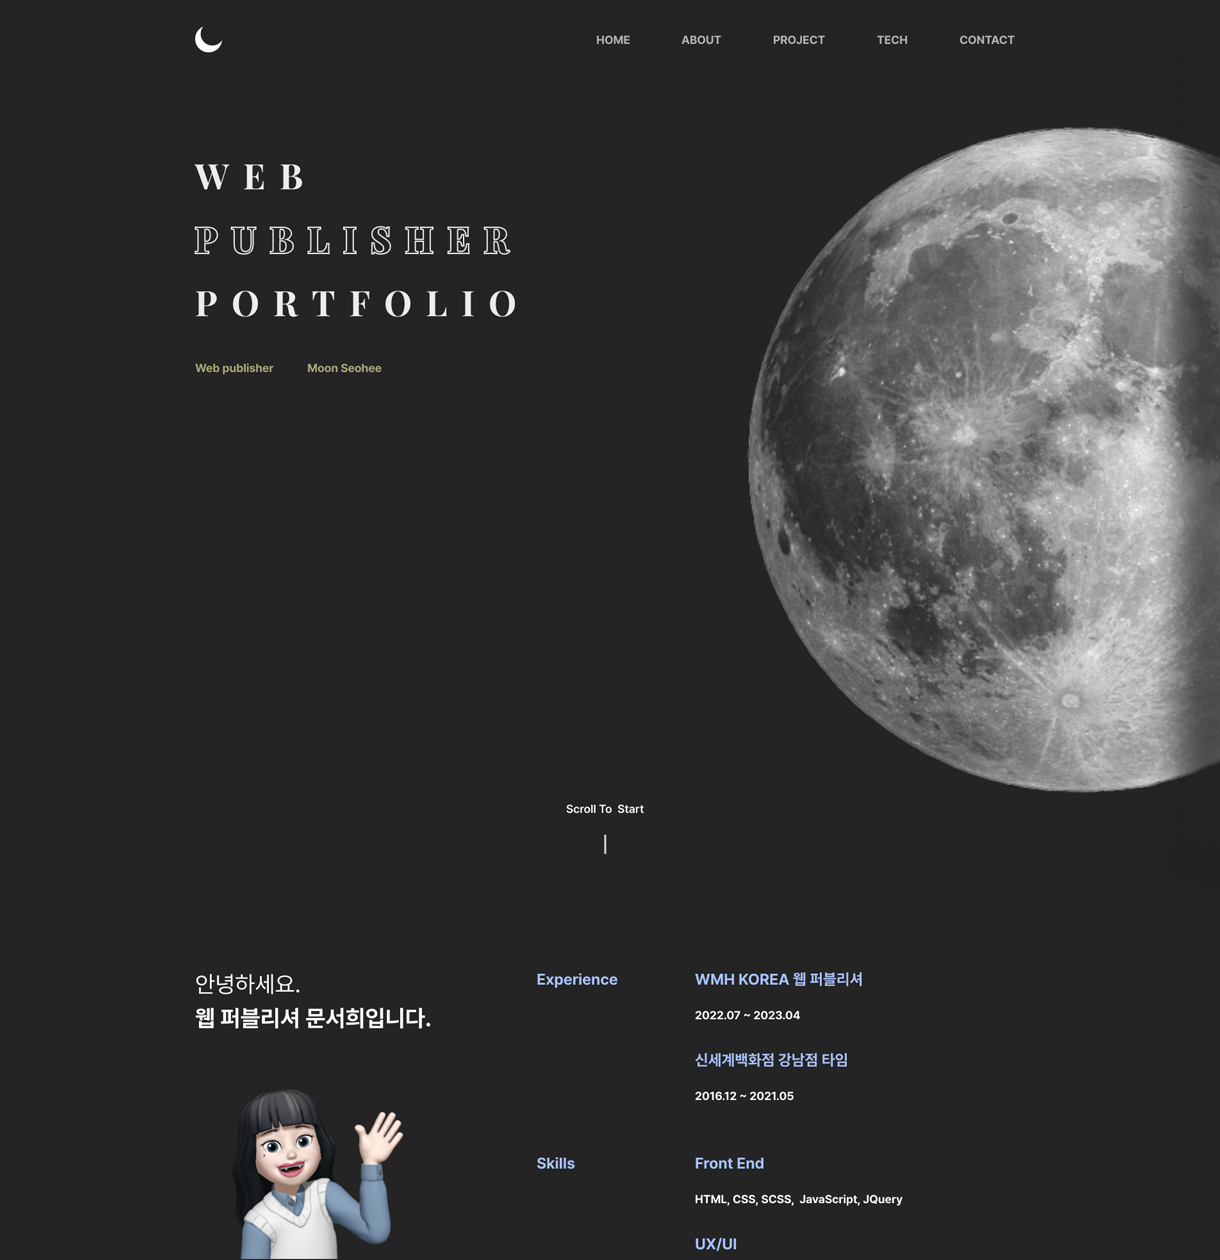 HOME ABOUT PROJECT TECH CONTACT
WEB
PUBLISHER
PORTFOLIO
Web publisher Moon Seohee
Scroll To Start
안녕하세요.
웹 퍼블리셔 문서희입니다.
Experience
WMH KOREA 웹 퍼블리셔
2022.07 ~ 2023.04
신세계백화점 강남점 타임
2016.12 ~ 2021.05
Skills
Front End
HTML, CSS, SCSS, JavaScript, JQuery
UX/UI